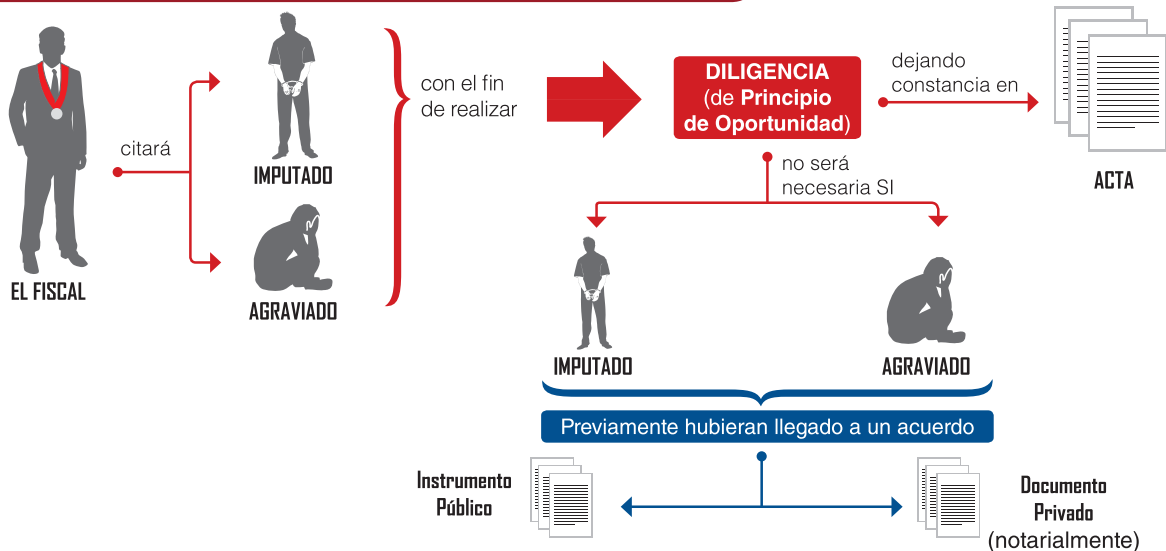 citará
EL FISCAL
IMPUTADO
AGRAVIADO
con el fin
de realizar
DILIGENCIA
(de Principio
de Oportunidad)
dejando
constancia en
ACTA
no será
necesaria SI
IMPUTADO
AGRAVIADO
Previamente hubieran llegado a un acuerdo
Instrumento
Público
Documento
Privado
(notarialmente)